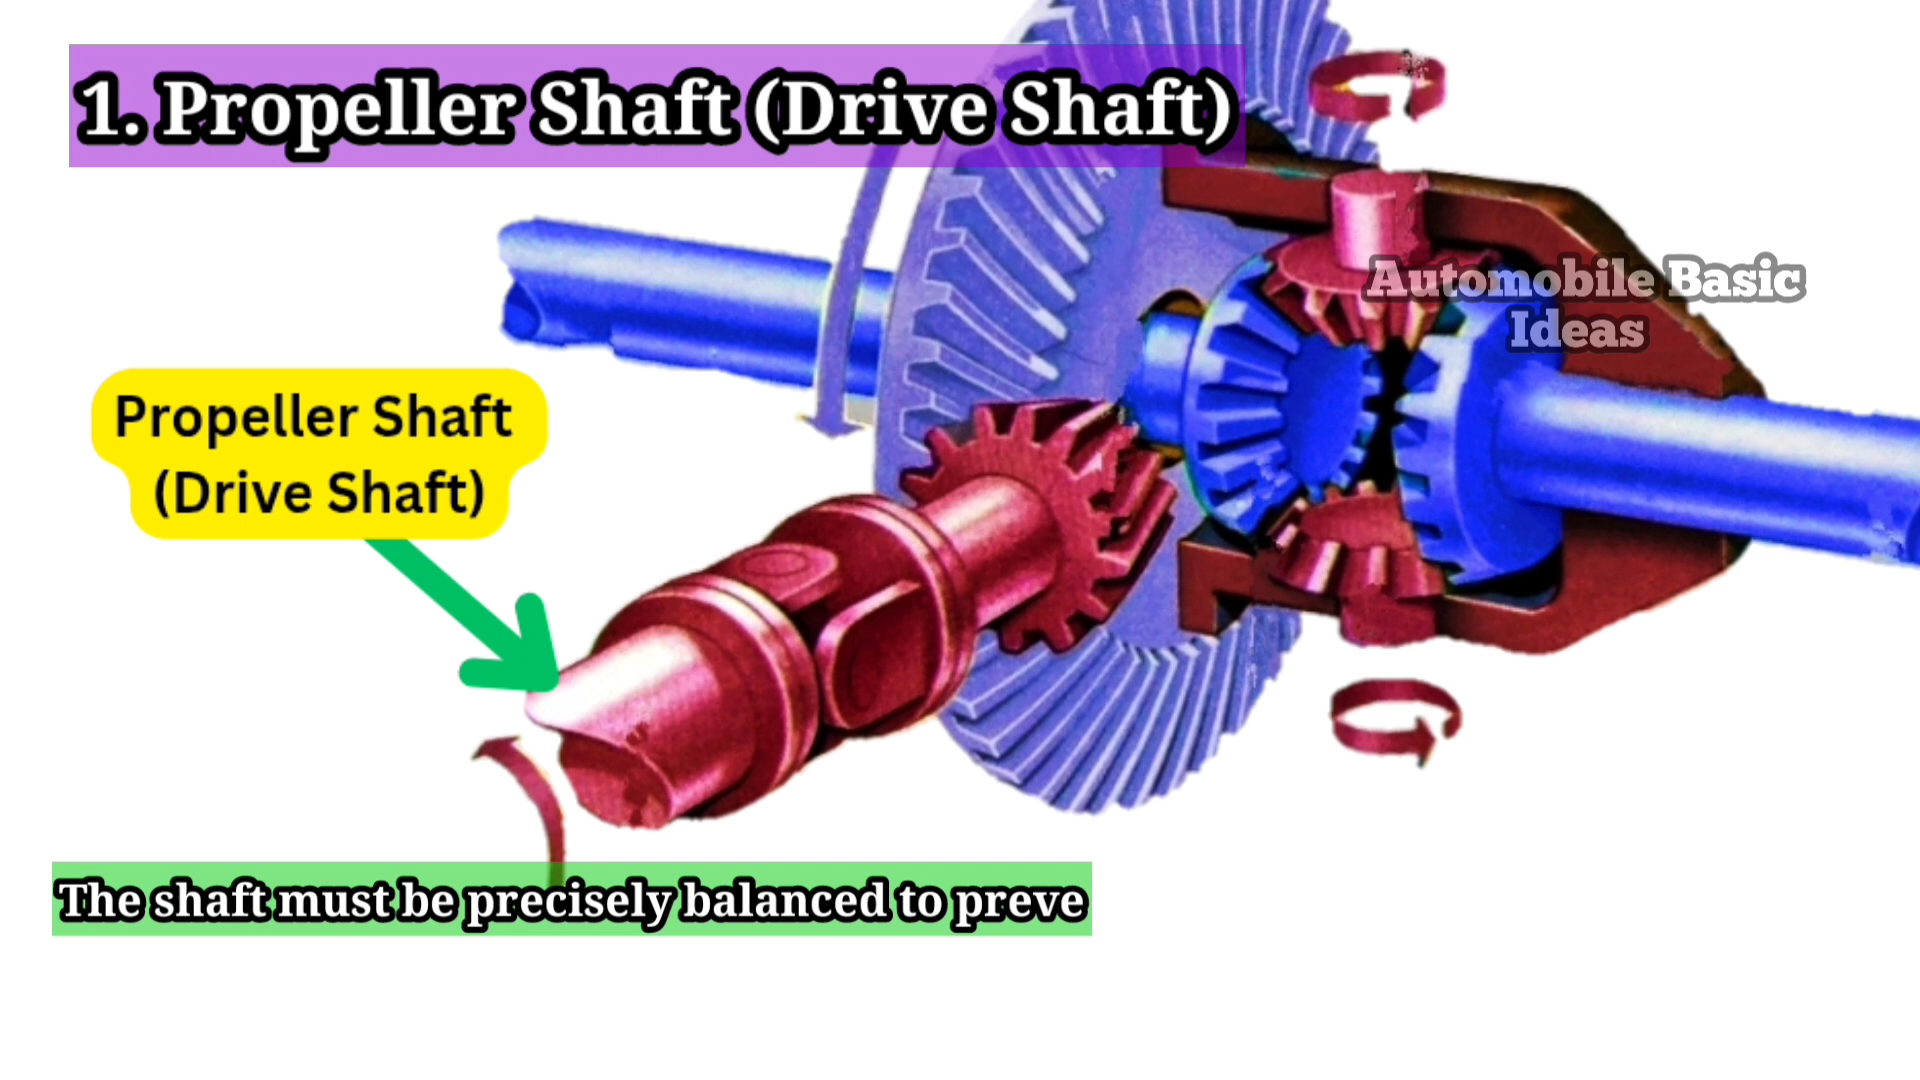 1. Propeller Shaft (Drive Shaft)
Automobile Basic
Ideas
Propeller Shaft
(Drive Shaft)
The shaft must be precisely balanced to preve